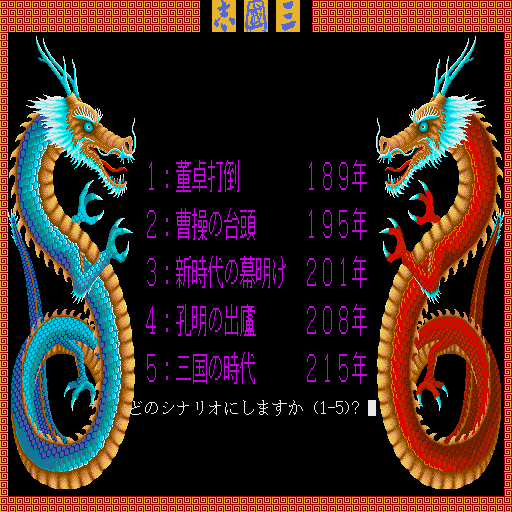 三國志
1:董卓打倒 189年
2:曹操の台頭 195年
3:新時代の幕明け 201年
4:孔明の出廬 208年
5:三国の時代 215年
どのシナリオにしますか (1-5)?